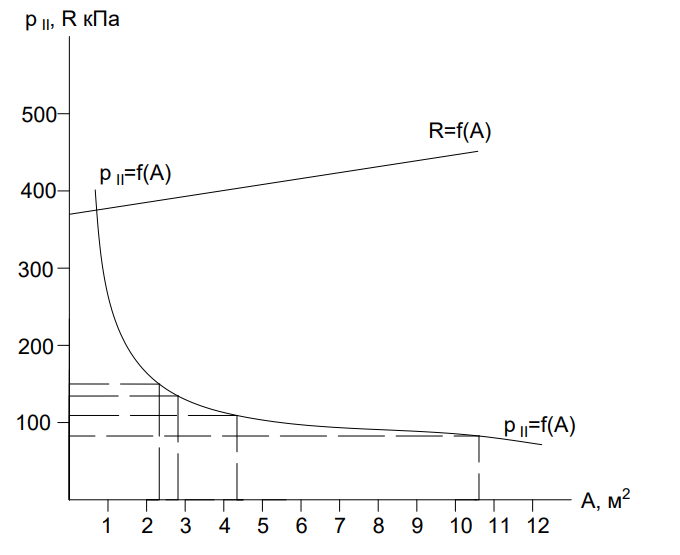 p II, R кПа
500
R=f(A)
p II=f(A)
400
300
200
100
p II=f(A)
A, м²
1 2 3 4 5 6 7 8 9 10 11 12